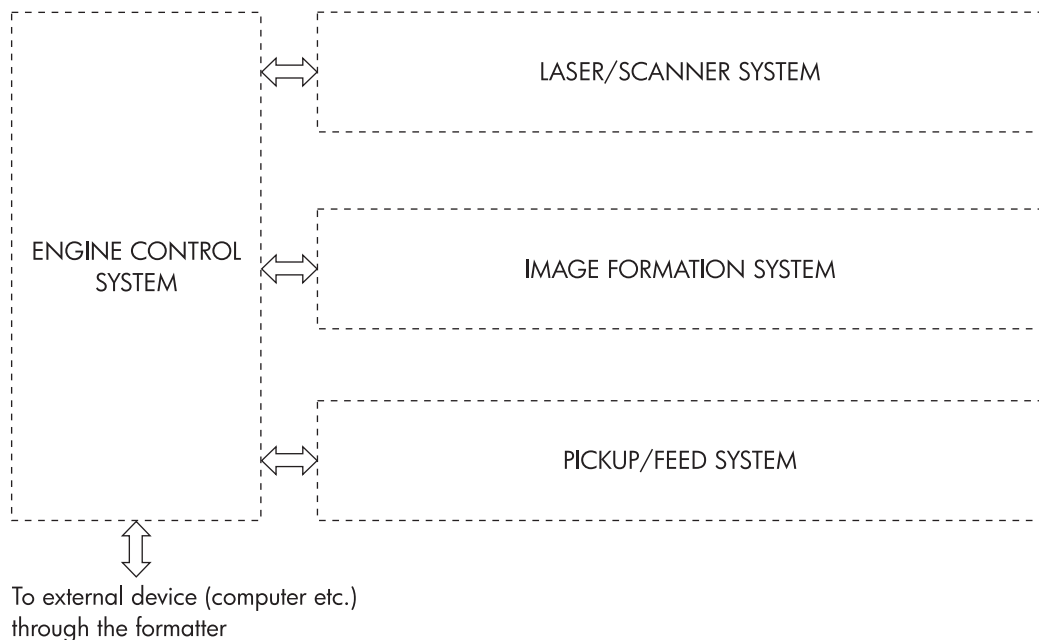 LASER/SCANNER SYSTEM
ENGINE CONTROL
SYSTEM
IMAGE FORMATION SYSTEM
PICKUP/FEED SYSTEM
To external device (computer etc.)
through the formatter